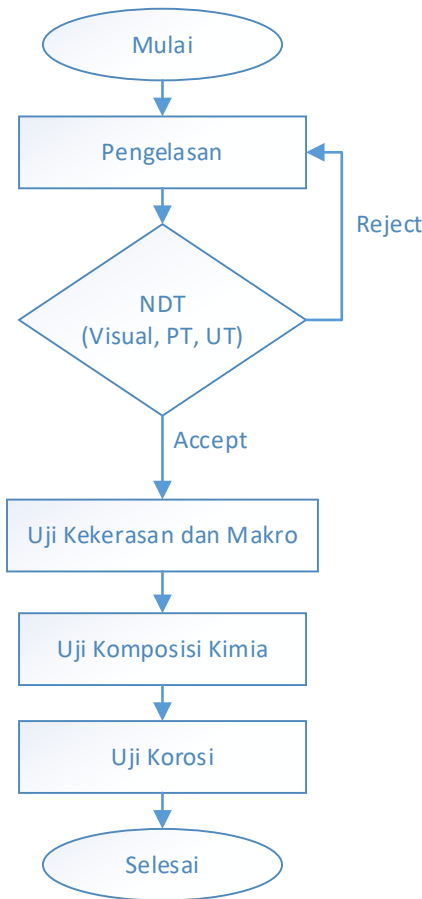 Mulai
Pengelasan
Reject
NDT
(Visual, PT, UT)
Accept
Uji Kekerasan dan Makro
Uji Komposisi Kimia
Uji Korosi
Selesai